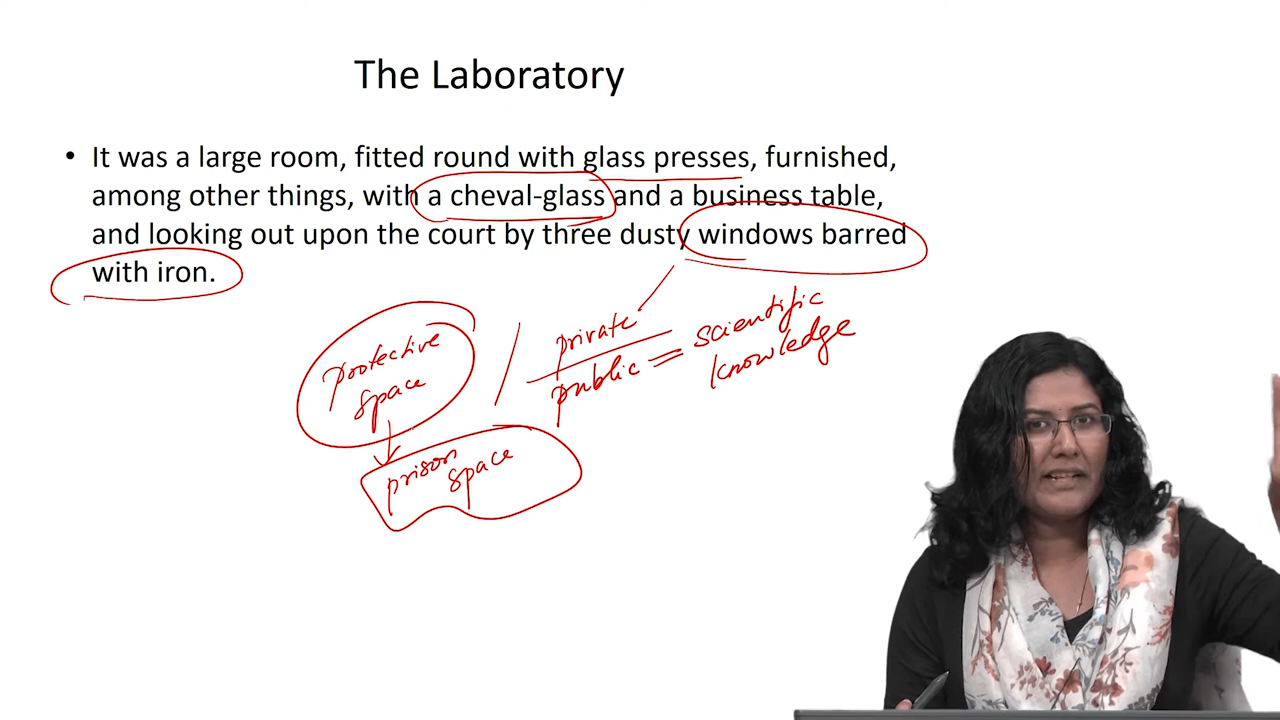 The Laboratory
• It was a large room, fitted round with glass presses, furnished,
among other things, with a cheval-glass and a business table,
and looking out upon the court by three dusty windows barred
with iron.
protective
space
prison
space
private
public = scientific
knowledge